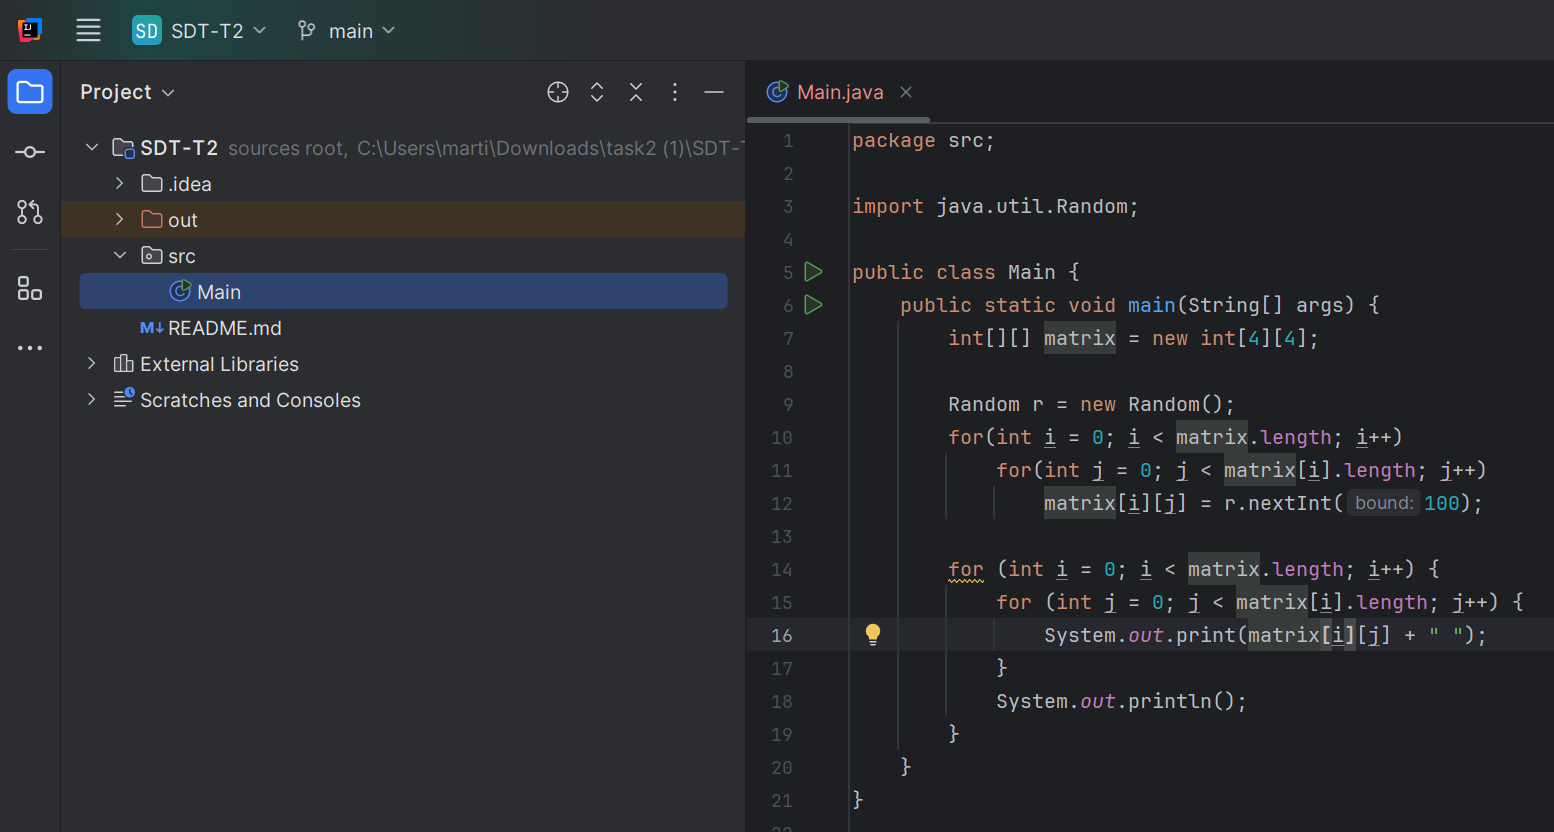 SD SDT-T2 main
Project
SDT-T2 sources root, C:\Users\marti\Downloads\task2 (1)\SDT-
.idea
out
src
Main
M↓ README.md
External Libraries
Scratches and Consoles
Main.java
1 package src;
2
3 import java.util.Random;
4
5 public class Main {
6 public static void main(String[] args) {
7 int[][] matrix = new int[4][4];
8
9 Random r = new Random();
10 for(int i = 0; i < matrix.length; i++)
11 for(int j = 0; j < matrix[i].length; j++)
12 matrix[i][j] = r.nextInt( bound: 100);
13
14 for (int i = 0; i < matrix.length; i++) {
15 for (int j = 0; j < matrix[i].length; j++) {
16 System.out.print(matrix[i][j] + " ");
17 }
18 System.out.println();
19 }
20 }
21 }